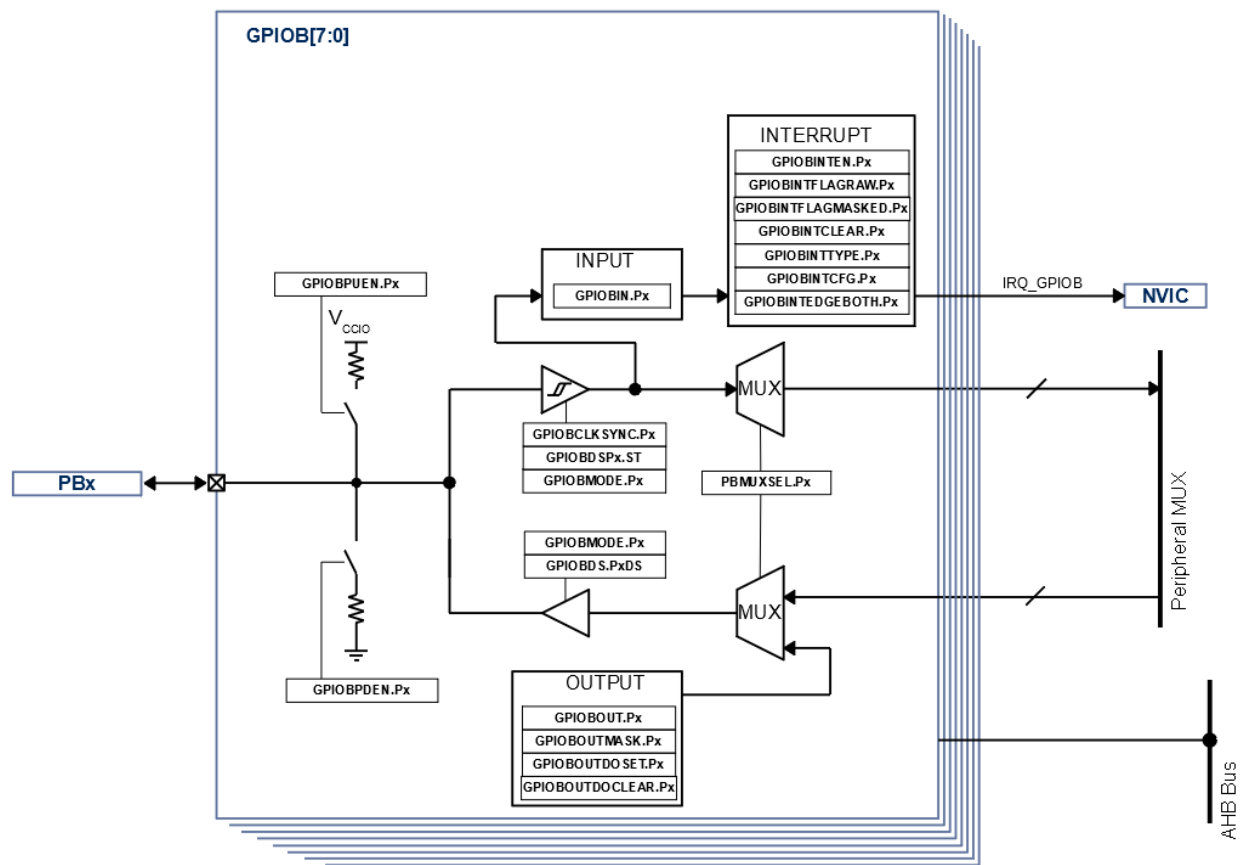 GPIOB[7:0]
INTERRUPT
GPIOBINTEN.Px
GPIOBINTFLAGRAW.Px
GPIOBINTFLAGMASKED.Px
GPIOBINTCLEAR.Px
GPIOBINTTYPE.Px
GPIOBINTCFG.Px
GPIOBINTEDGEBOTH.Px
INPUT
GPIOBIN.Px
IRQ_GPIOB
NVIC
GPIOBPUEN.Px
VCCIO
MUX
GPIOBCLKSYNC.Px
GPIOBDSPx.ST
GPIOBMODE.Px
PBMUXSEL.Px
PBx
GPIOBMODE.Px
GPIOBDS.PxDS
MUX
Peripheral MUX
GPIOBPDEN.Px
OUTPUT
GPIOBOUT.Px
GPIOBOUTMASK.Px
GPIOBOUTDOSET.Px
GPIOBOUTDOCLEAR.Px
AHB Bus